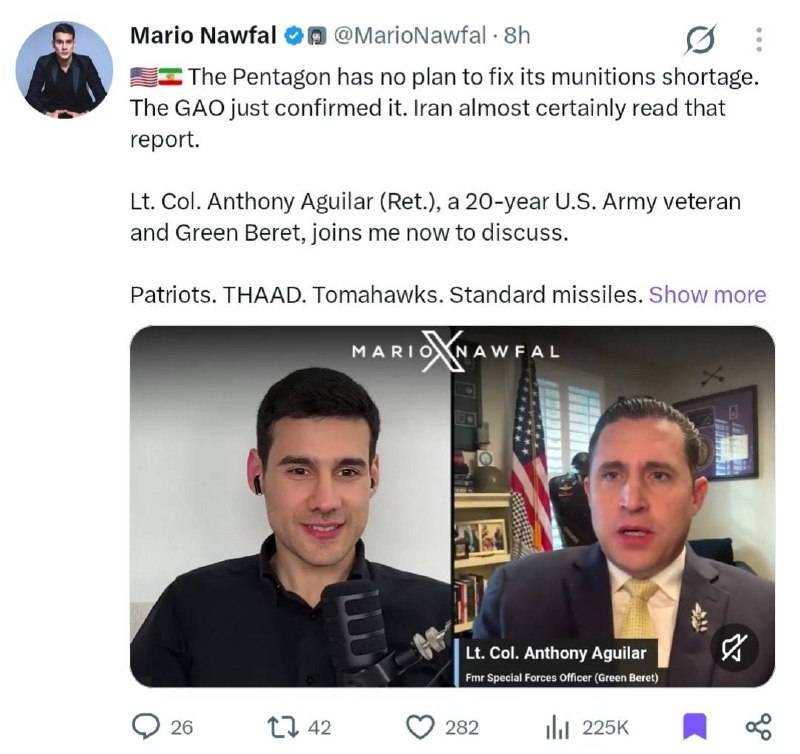 Mario Nawfal @MarioNawfal · 8h
The Pentagon has no plan to fix its munitions shortage.
The GAO just confirmed it. Iran almost certainly read that
report.
Lt. Col. Anthony Aguilar (Ret.), a 20-year U.S. Army veteran
and Green Beret, joins me now to discuss.
Patriots. THAAD. Tomahawks. Standard missiles. Show more
MARIO X NAWFAL
Lt. Col. Anthony Aguilar
Fmr Special Forces Officer (Green Beret)
26 42 282 225K